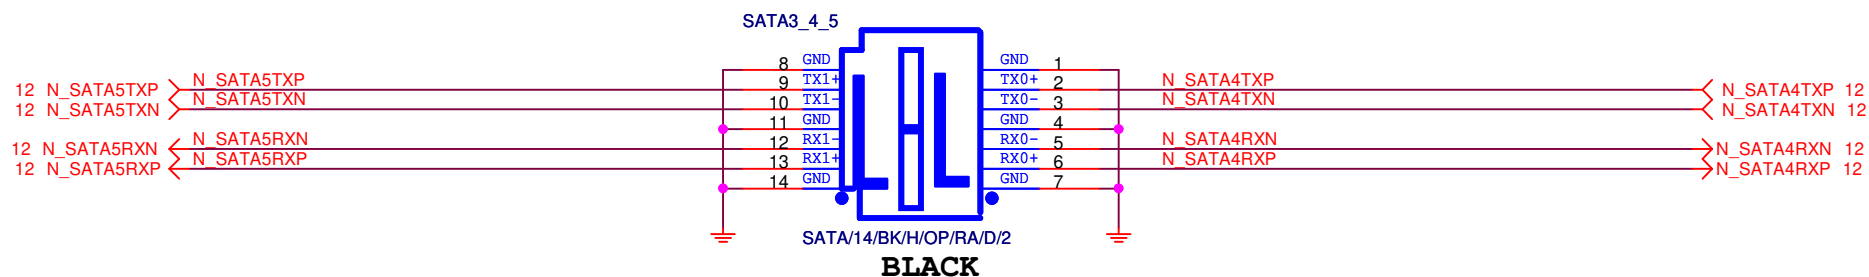 SATA3_4_5
8 GND GND 1
12 N_SATA5TXP N_SATA5TXP 9 TX1+ TX0+ 2 N_SATA4TXP N_SATA4TXP 12
12 N_SATA5TXN N_SATA5TXN 10 TX1- TX0- 3 N_SATA4TXN N_SATA4TXN 12
11 GND GND 4
12 N_SATA5RXN N_SATA5RXN 12 RX1- RX0- 5 N_SATA4RXN N_SATA4RXN 12
12 N_SATA5RXP N_SATA5RXP 13 RX1+ RX0+ 6 N_SATA4RXP N_SATA4RXP 12
14 GND GND 7
SATA/14/BK/H/OP/RA/D/2
BLACK